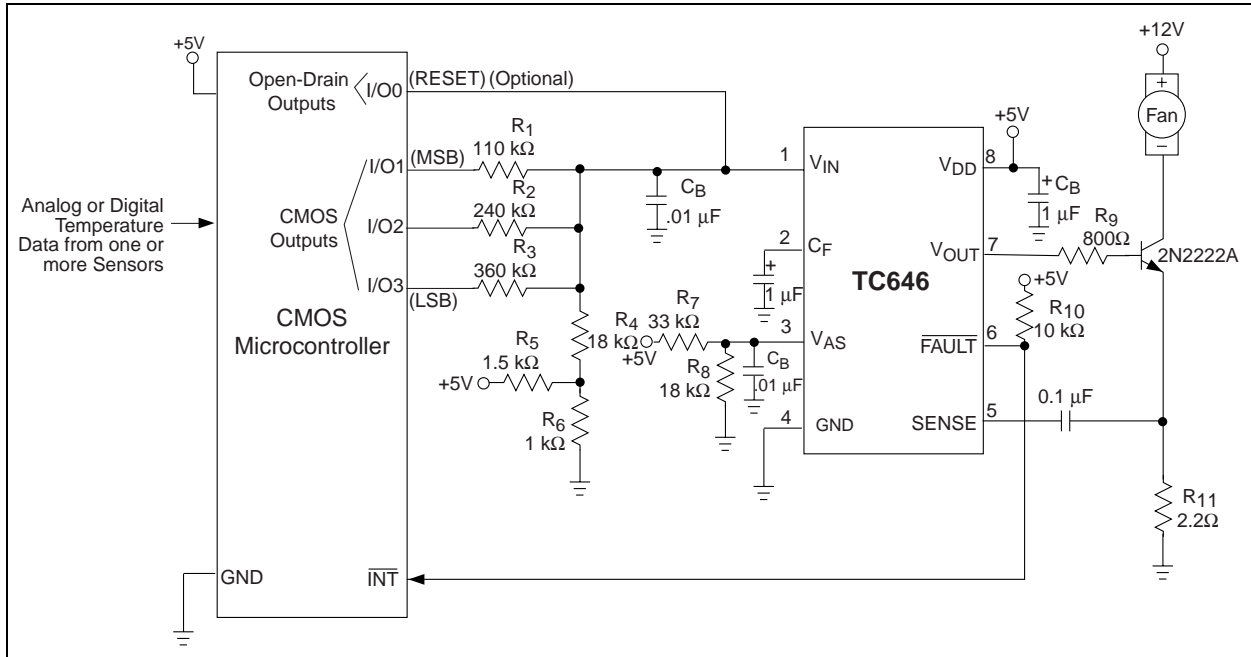 +5V
Open-Drain
Outputs
I/O0
(RESET) (Optional)
I/O1
(MSB)
R1
110 kΩ
I/O2
R2
240 kΩ
I/O3
(LSB)
R3
360 kΩ
CMOS
Outputs
Analog or Digital
Temperature
Data from one or
more Sensors
CMOS
Microcontroller
GND
INT
R4
18 kΩ
+5V
R5
1.5 kΩ
R6
1 kΩ
CB
.01 µF
1 µF
+
+5V
R7
33 kΩ
R8
18 kΩ
CB
.01 µF
1
VIN
2
CF
3
VAS
4
GND
TC646
VDD
8
VOUT
7
FAULT
6
SENSE
5
+5V
+
CB
1 µF
R9
800Ω
2N2222A
+5V
R10
10 kΩ
0.1 µF
R11
2.2Ω
+12V
+
Fan
–